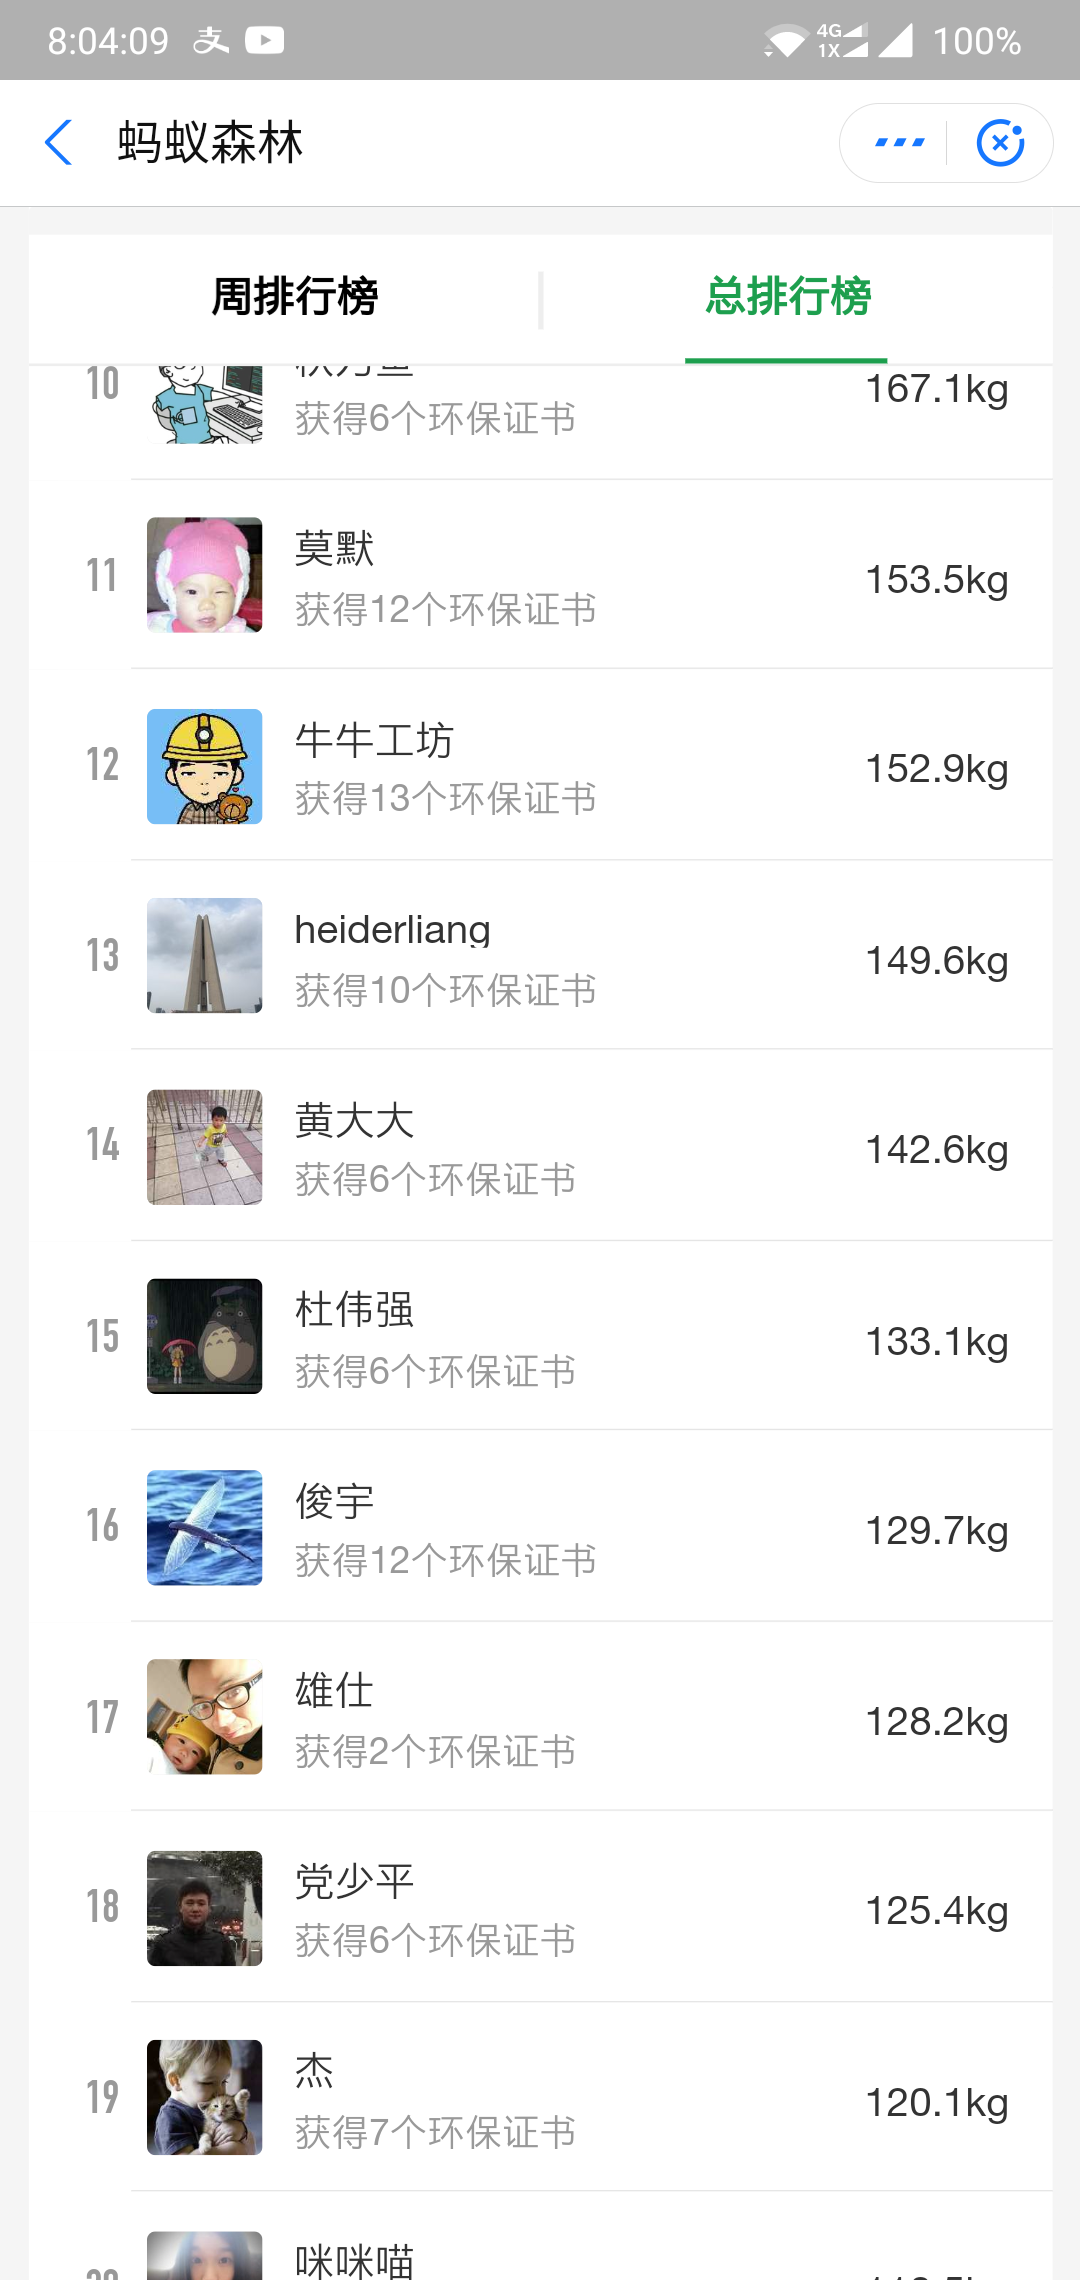 8:04:09
4G
1X
100%
蚂蚁森林
周排行榜
总排行榜
10
获得6个环保证书
167.1kg
11
莫默
获得12个环保证书
153.5kg
12
牛牛工坊
获得13个环保证书
152.9kg
13
heiderliang
获得10个环保证书
149.6kg
14
黄大大
获得6个环保证书
142.6kg
15
杜伟强
获得6个环保证书
133.1kg
16
俊宇
获得12个环保证书
129.7kg
17
雄仕
获得2个环保证书
128.2kg
18
党少平
获得6个环保证书
125.4kg
19
杰
获得7个环保证书
120.1kg
咪咪喵